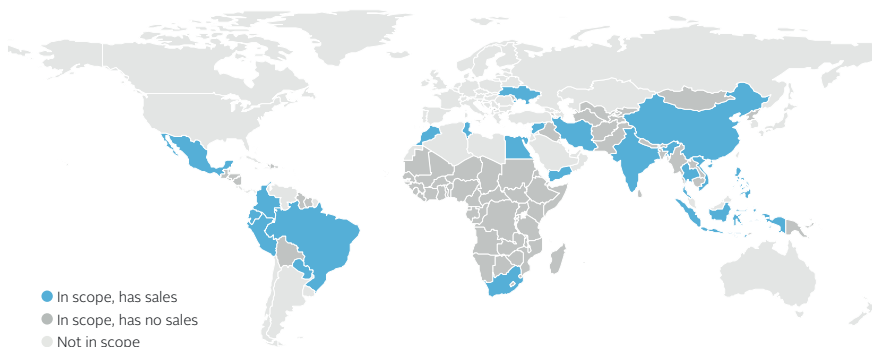 In scope, has sales
In scope, has no sales
Not in scope